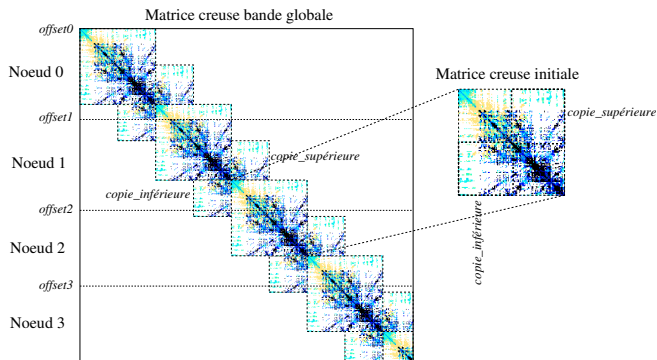 Matrice creuse bande globale
offset0
Noeud 0
offset1
Noeud 1
copie_supérieure
copie_inférieure
offset2
Noeud 2
offset3
Noeud 3
Matrice creuse initiale
copie_supérieure
copie_inférieure